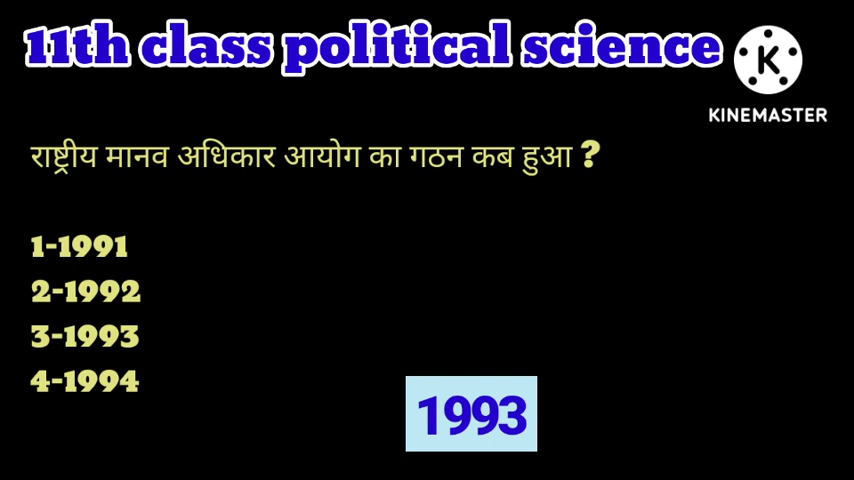 11th class political science
KINEMASTER
राष्ट्रीय मानव अधिकार आयोग का गठन कब हुआ ?
1-1991
2-1992
3-1993
4-1994
1993